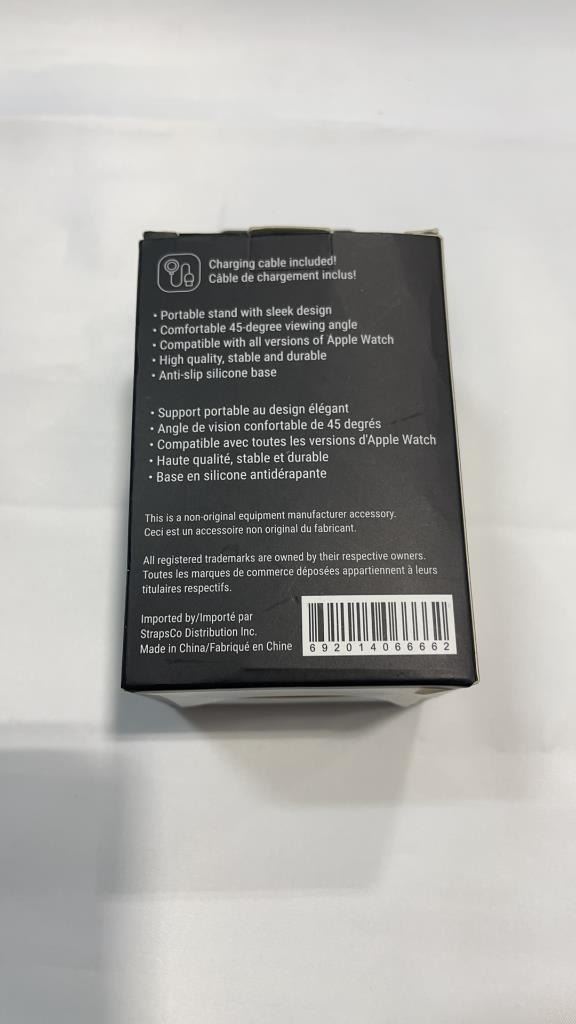 Charging cable included!
Câble de chargement inclus!
• Portable stand with sleek design
• Comfortable 45-degree viewing angle
• Compatible with all versions of Apple Watch
• High quality, stable and durable
• Anti-slip silicone base
• Support portable au design élégant
• Angle de vision confortable de 45 degrés
• Compatible avec toutes les versions d'Apple Watch
• Haute qualité, stable et durable
• Base en silicone antidérapante
This is a non-original equipment manufacturer accessory.
Ceci est un accessoire non original du fabricant.
All registered trademarks are owned by their respective owners.
Toutes les marques de commerce déposées appartiennent à leurs
titulaires respectifs.
Imported by/Importé par
StrapsCo Distribution Inc.
Made in China/Fabriqué en Chine
692014066662